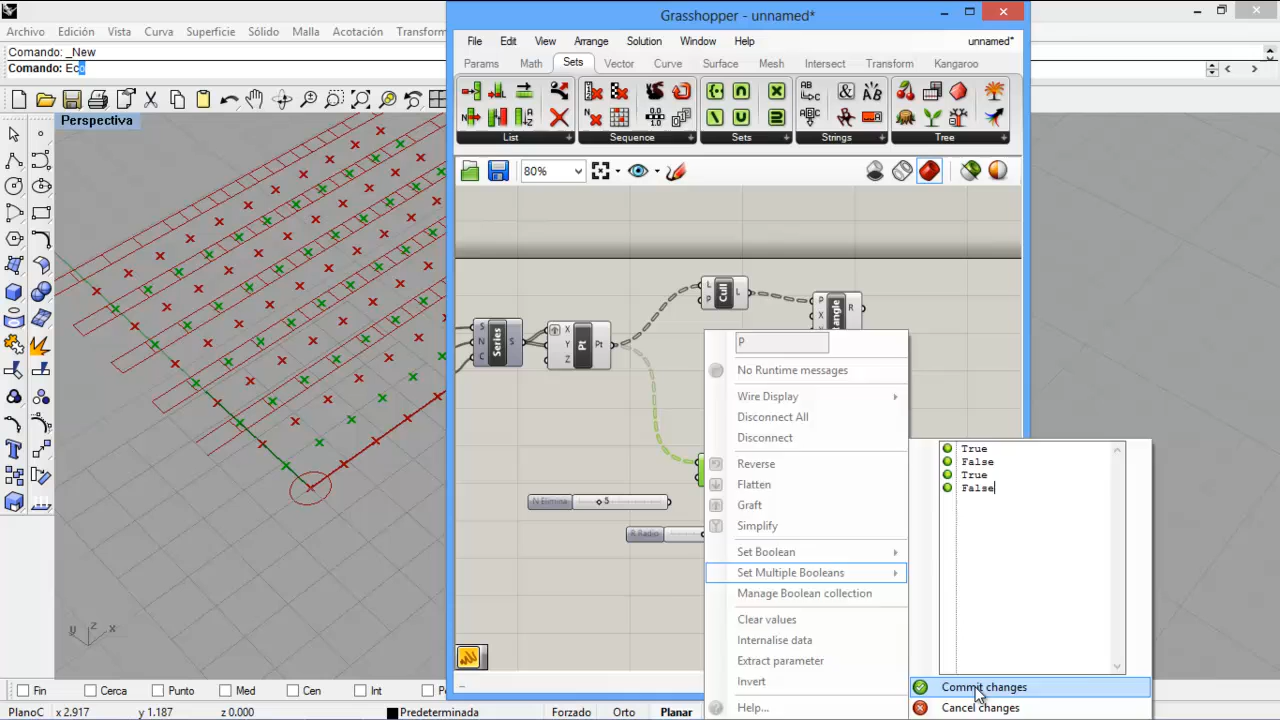 Grasshopper - unnamed*
Archivo Edición Vista Curva Superficie Sólido Malla Acotación Transform
File Edit View Arrange Solution Window Help unnamed*
Comando: _New
Comando: Eco
Params Math Sets Vector Curve Surface Mesh Intersect Transform Kangaroo
List Sequence Sets Strings Tree
Perspectiva
80%
L
P
Cull
L
P
X
R
S
N
C
Series
S
X
Y
Z
Pt
Pt
P
No Runtime messages
Wire Display
Disconnect All
Disconnect
Reverse
Flatten
Graft
Simplify
Set Boolean
Set Multiple Booleans
Manage Boolean collection
Clear values
Internalise data
Extract parameter
Invert
Help...
True
False
True
False
Commit changes
Cancel changes
N Elimina 5
R Radio
y z x
Fin Cerca Punto Med Cen Int
PlanoC x 2.917 y 1.187 z 0.000 Predeterminada Forzado Orto Planar